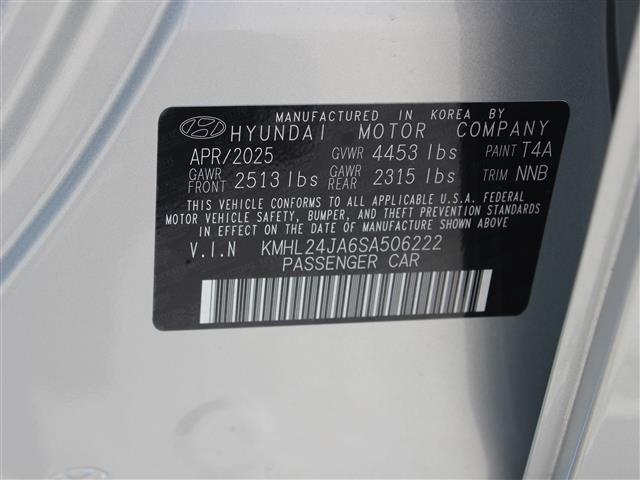 MANUFACTURED IN KOREA BY
HYUNDAI MOTOR COMPANY
APR/2025 GVWR 4453 lbs PAINT T4A
GAWR FRONT 2513 lbs GAWR REAR 2315 lbs TRIM NNB
THIS VEHICLE CONFORMS TO ALL APPLICABLE U.S.A. FEDERAL
MOTOR VEHICLE SAFETY, BUMPER, AND THEFT PREVENTION STANDARDS
IN EFFECT ON THE DATE OF MANUFACTURE SHOWN ABOVE
V.I.N KMHL24JA6SA506222
PASSENGER CAR